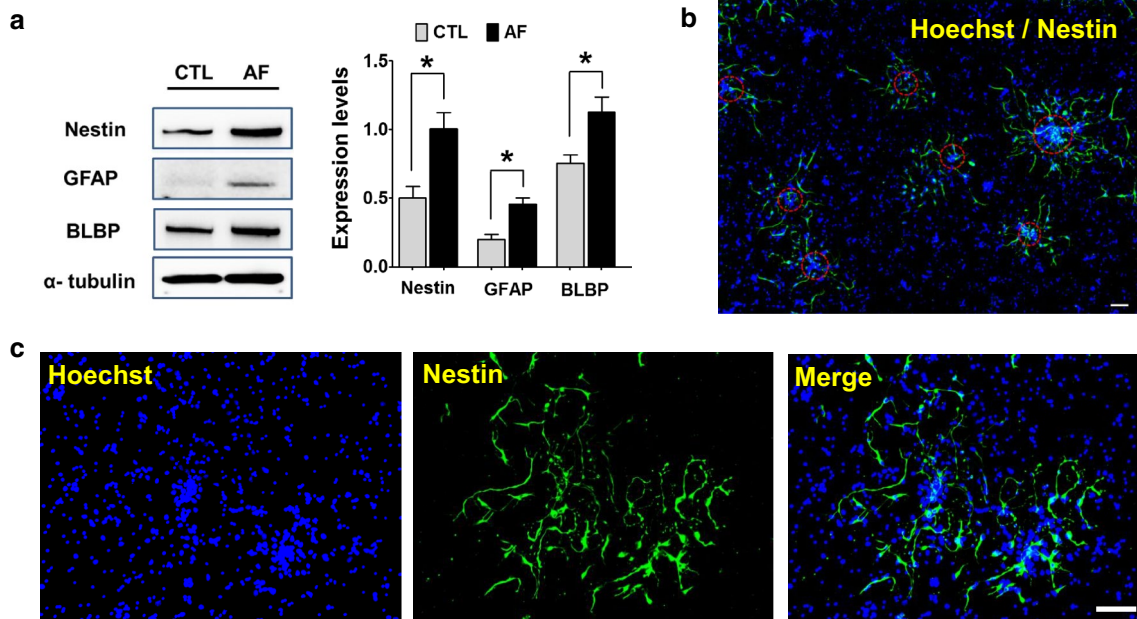 a
CTL AF
Nestin
GFAP
BLBP
α- tubulin
CTL AF
Expression levels
1.5
1.0
0.5
0.0
* * *
Nestin GFAP BLBP
b
Hoechst / Nestin
c
Hoechst
Nestin
Merge